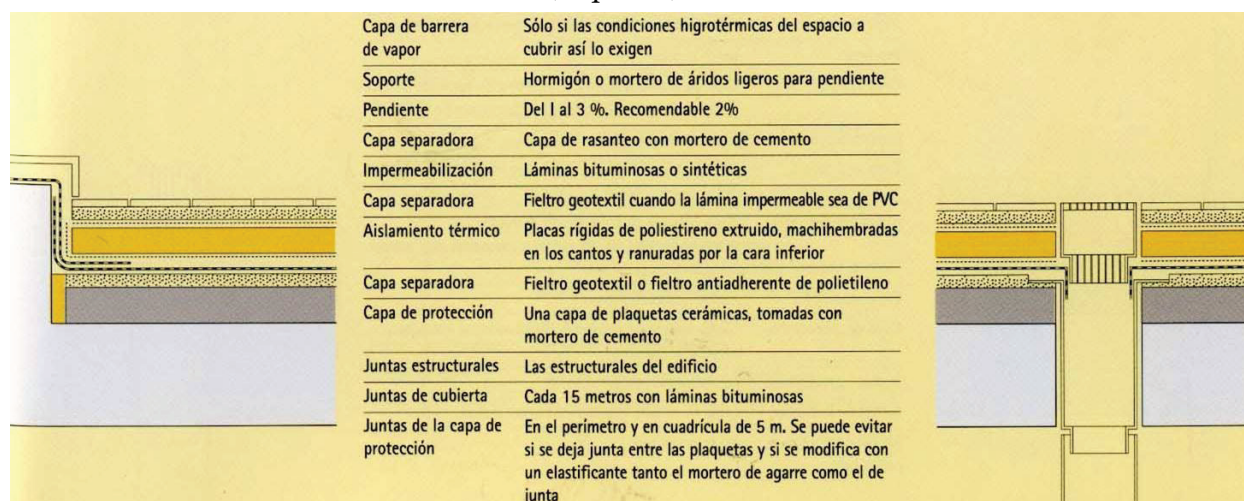 Capa de barrera de vapor Sólo si las condiciones higrotérmicas del espacio a cubrir así lo exigen
Soporte Hormigón o mortero de áridos ligeros para pendiente
Pendiente Del I al 3 %. Recomendable 2%
Capa separadora Capa de rasanteo con mortero de cemento
Impermeabilización Láminas bituminosas o sintéticas
Capa separadora Fieltro geotextil cuando la lámina impermeable sea de PVC
Aislamiento térmico Placas rígidas de poliestireno extruido, machihembradas
en los cantos y ranuradas por la cara inferior
Capa separadora Fieltro geotextil o fieltro antiadherente de polietileno
Capa de protección Una capa de plaquetas cerámicas, tomadas con
mortero de cemento
Juntas estructurales Las estructurales del edificio
Juntas de cubierta Cada 15 metros con láminas bituminosas
Juntas de la capa de protección En el perímetro y en cuadrícula de 5 m. Se puede evitar
si se deja junta entre las plaquetas y si se modifica con
un elastificante tanto el mortero de agarre como el de
junta